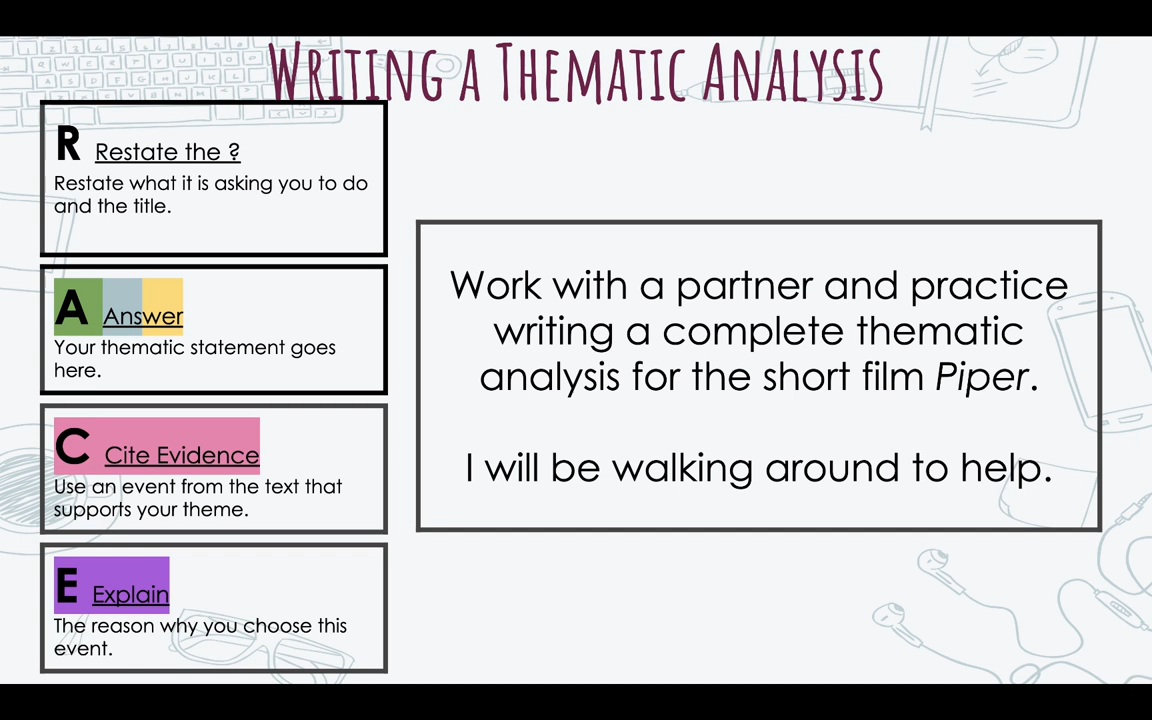 WRITING A THEMATIC ANALYSIS
R Restate the ?
Restate what it is asking you to do
and the title.
A Answer
Your thematic statement goes
here.
C Cite Evidence
Use an event from the text that
supports your theme.
E Explain
The reason why you choose this
event.
Work with a partner and practice
writing a complete thematic
analysis for the short film Piper.
I will be walking around to help.